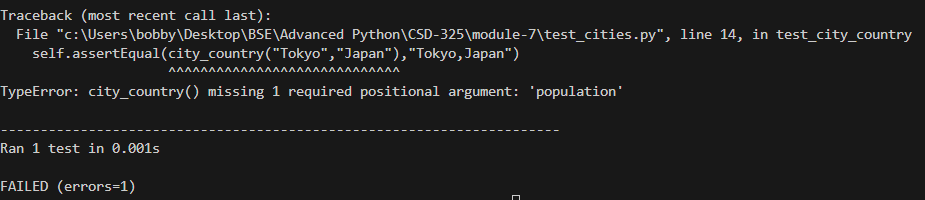 Traceback (most recent call last):
  File "c:\Users\bobby\Desktop\BSE\Advanced Python\CSD-325\module-7\test_cities.py", line 14, in test_city_country
    self.assertEqual(city_country("Tokyo","Japan"),"Tokyo,Japan")
                     ^^^^^^^^^^^^^^^^^^^^^^^^^^^^^
TypeError: city_country() missing 1 required positional argument: 'population'
----------------------------------------------------------------------
Ran 1 test in 0.001s
FAILED (errors=1)